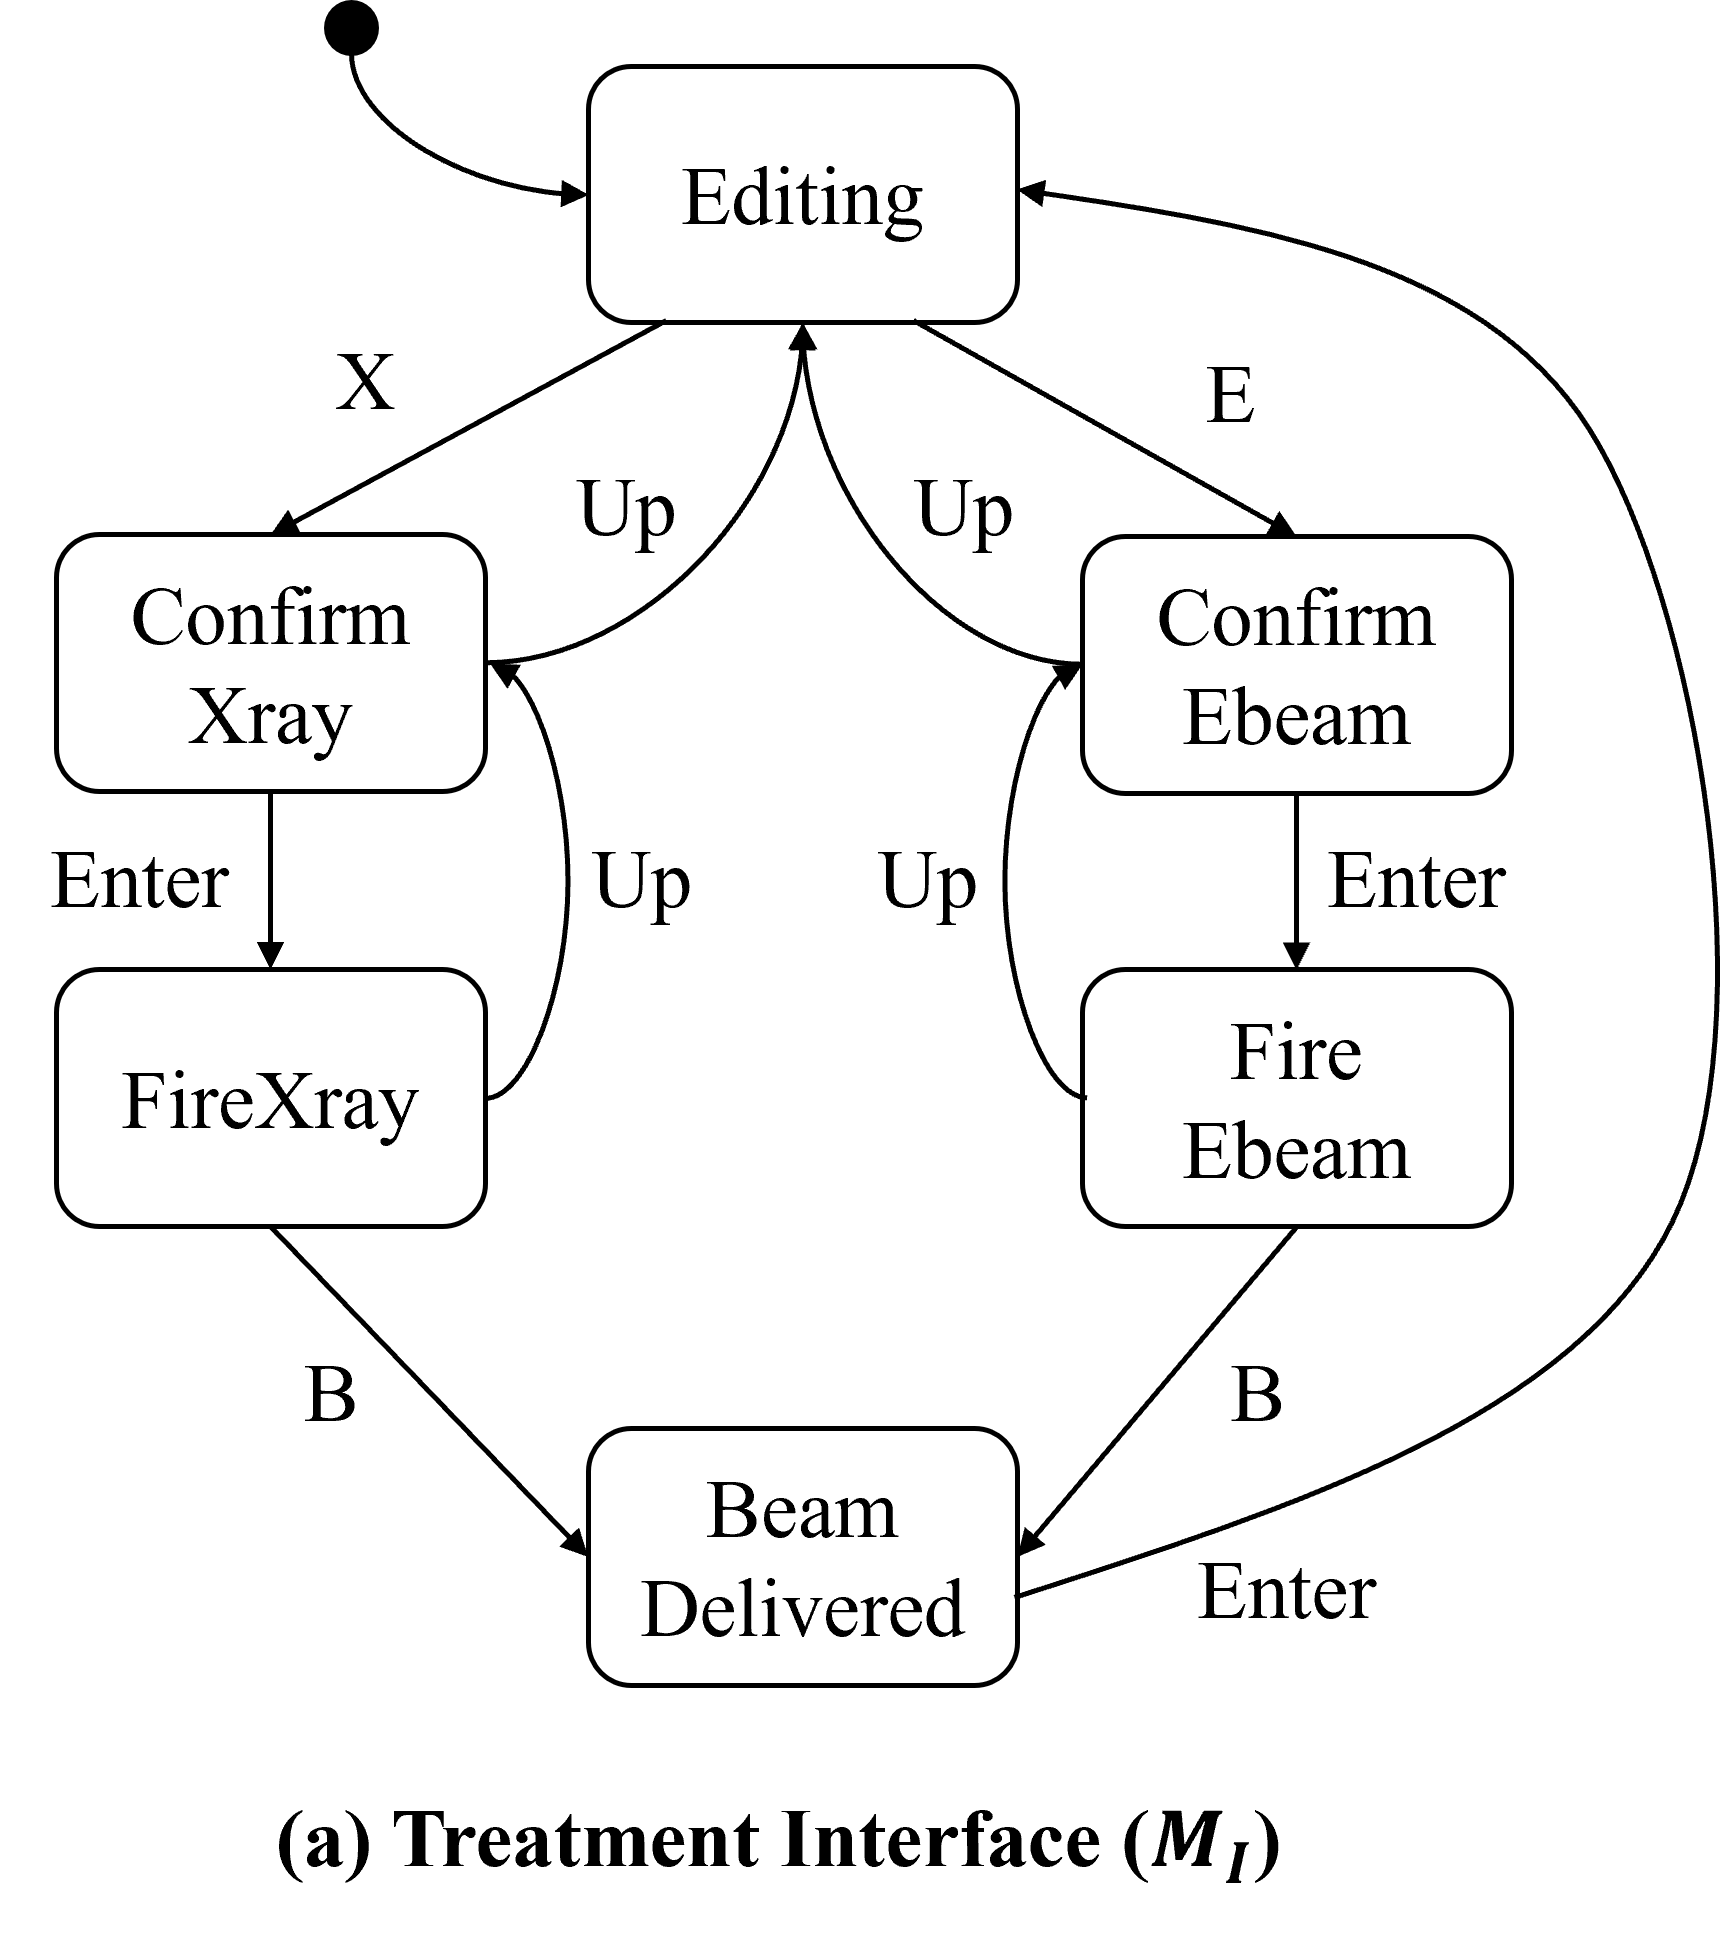 Editing
X
E
Up
Up
Confirm
Xray
Confirm
Ebeam
Enter
Up
Up
Enter
FireXray
Fire
Ebeam
B
B
Beam
Delivered
Enter
(a) Treatment Interface (M_I)